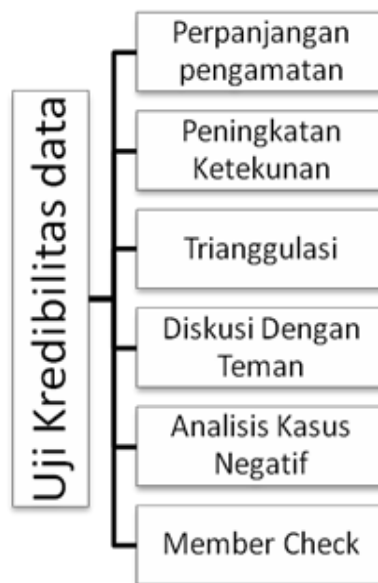 Uji Kredibilitas data
Perpanjangan
pengamatan
Peningkatan
Ketekunan
Trianggulasi
Diskusi Dengan
Teman
Analisis Kasus
Negatif
Member Check